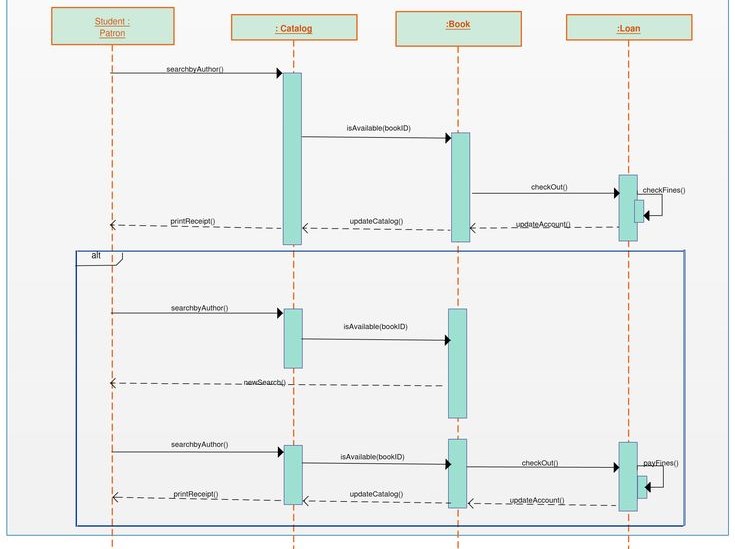 Student :
Patron
: Catalog
:Book
:Loan
searchbyAuthor()
isAvailable(bookID)
checkOut()
checkFines()
printReceipt()
updateCatalog()
updateAccount()
alt
searchbyAuthor()
isAvailable(bookID)
newSearch()
searchbyAuthor()
isAvailable(bookID)
checkOut()
payFines()
printReceipt()
updateCatalog()
updateAccount()